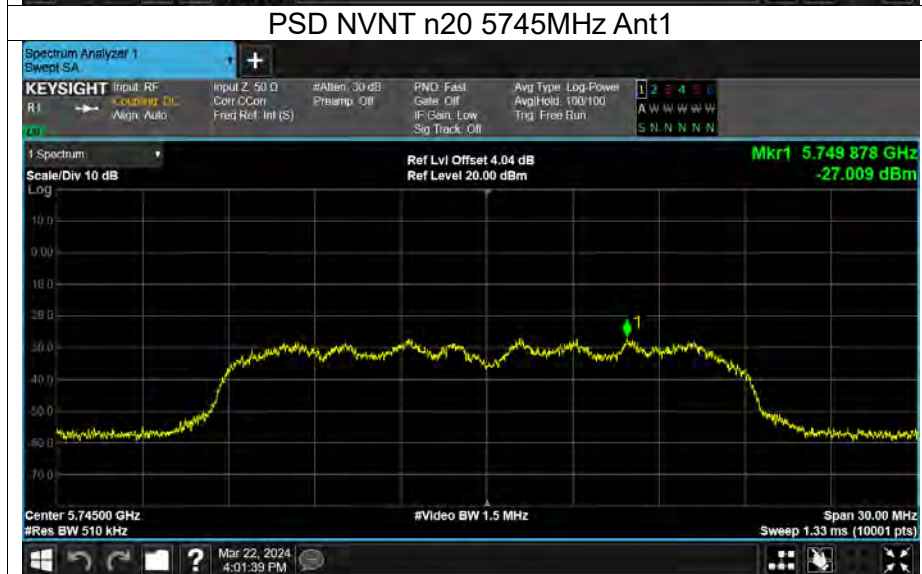 PSD NVNT n20 5745MHz Ant1
Spectrum Analyzer 1
Swept SA
+
KEYSIGHT Input: RF
Coupling: DC
Align: Auto
Input Z: 50 Ω
Corr CCorr
Freq Ref: Int (S)
#Atten: 30 dB
Preamp: Off
PNO: Fast
Gate: Off
IF Gain: Low
Sig Track: Off
Avg Type: Log-Power
Avg|Hold: 100/100
Trig: Free Run
1 2 3 4 5 6
A W W W W W
S N N N N N
1 Spectrum
Scale/Div 10 dB
Log
Ref Lvl Offset 4.04 dB
Ref Level 20.00 dBm
Mkr1 5.749 878 GHz
-27.009 dBm
10.0
0.00
-10.0
-20.0
-30.0
-40.0
-50.0
-60.0
-70.0
1
Center 5.74500 GHz
#Res BW 510 kHz
#Video BW 1.5 MHz
Span 30.00 MHz
Sweep 1.33 ms (10001 pts)
?
Mar 22, 2024
4:01:39 PM